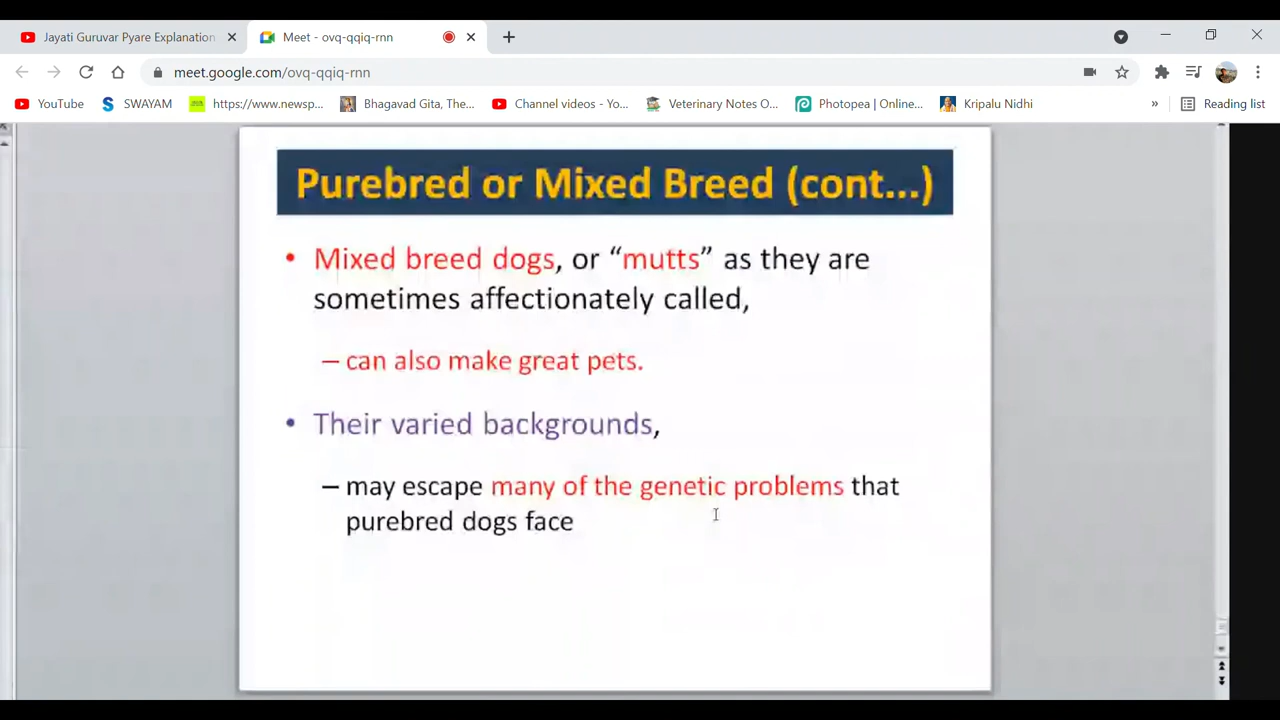 Jayati Guruvar Pyare Explanation
Meet - ovq-qqiq-rnn
meet.google.com/ovq-qqiq-rnn
YouTube
SWAYAM
https://www.newsp...
Bhagavad Gita, The...
Channel videos - Yo...
Veterinary Notes O...
Photopea | Online...
Kripalu Nidhi
»
Reading list
Purebred or Mixed Breed (cont...)
• Mixed breed dogs, or “mutts” as they are
sometimes affectionately called,
– can also make great pets.
• Their varied backgrounds,
– may escape many of the genetic problems that
purebred dogs face